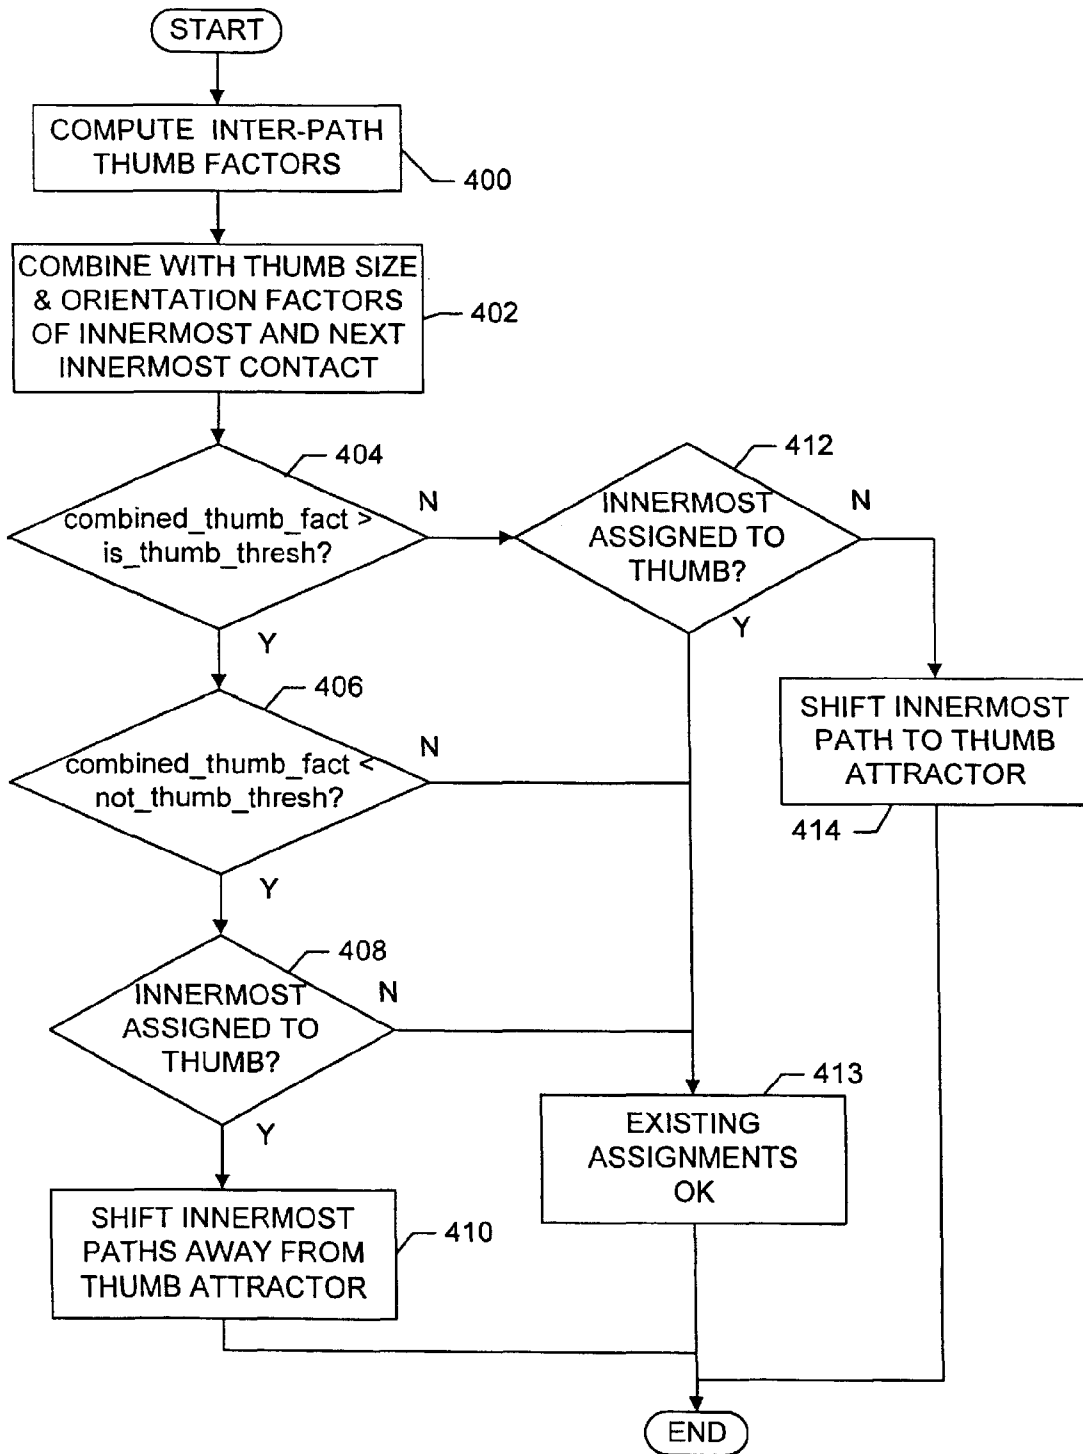 START
COMPUTE INTER-PATH
THUMB FACTORS
400
COMBINE WITH THUMB SIZE
& ORIENTATION FACTORS
OF INNERMOST AND NEXT
INNERMOST CONTACT
402
404
combined_thumb_fact >
is_thumb_thresh?
N
Y
412
INNERMOST
ASSIGNED TO
THUMB?
N
Y
406
combined_thumb_fact <
not_thumb_thresh?
N
Y
SHIFT INNERMOST
PATH TO THUMB
ATTRACTOR
414
408
INNERMOST
ASSIGNED TO
THUMB?
N
Y
413
EXISTING
ASSIGNMENTS
OK
SHIFT INNERMOST
PATHS AWAY FROM
THUMB ATTRACTOR
410
END